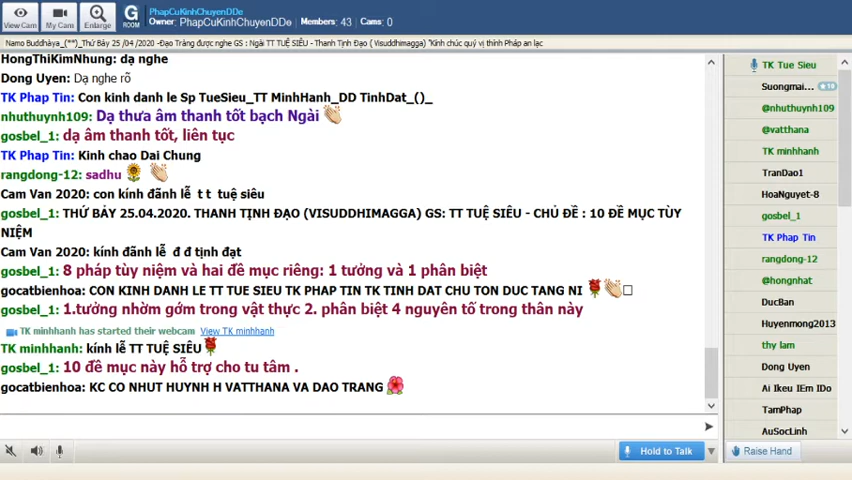 View Cam
My Cams
Enlarge
G
ROOM
PhapCuKinhChuyenDDe
Owner: PhapCuKinhChuyenDDe Members: 43 Cams: 0
Namo Buddhàya_(**)_Thứ Bảy 25 /04 /2020 -Đạo Tràng được nghe GS : Ngài TT TUỆ SIÊU - Thanh Tịnh Đạo ( Visuddhimagga) "Kính chúc quý vị thính Pháp an lạc
HongThiKimNhung: dạ nghe
Dong Uyen: Dạ nghe rõ
TK Phap Tin: Con kinh danh le Sp TueSieu_TT MinhHanh_DD TinhDat_()_
nhuthuynh109: Dạ thưa âm thanh tốt bạch Ngài
gosbel_1: dạ âm thanh tốt, liên tục
TK Phap Tin: Kinh chao Dai Chung
rangdong-12: sadhu
Cam Van 2020: con kính đãnh lễ t t tuệ siêu
gosbel_1: THỨ BẢY 25.04.2020. THANH TỊNH ĐẠO (VISUDDHIMAGGA) GS: TT TUỆ SIÊU - CHỦ ĐỀ : 10 ĐỀ MỤC TÙY
NIỆM
Cam Van 2020: kính đãnh lễ đ đ tịnh đạt
gosbel_1: 8 pháp tùy niệm và hai đề mục riêng: 1 tưởng và 1 phân biệt
gocatbienhoa: CON KINH DANH LE TT TUE SIEU TK PHAP TIN TK TINH DAT CHU TON DUC TANG NI
gosbel_1: 1.tưởng nhờm gớm trong vật thực 2. phân biệt 4 nguyên tố trong thân này
TK minhhanh has started their webcam View TK minhhanh
TK minhhanh: kính lễ TT TUỆ SIÊU
gosbel_1: 10 đề mục này hỗ trợ cho tu tâm .
gocatbienhoa: KC CO NHUT HUYNH H VATTHANA VA DAO TRANG
Hold to Talk
TK Tue Sieu
Suongmai... 10
@nhuthuynh109
@vatthana
TK minhhanh
TranDao1
HoaNguyet-8
gosbel_1
TK Phap Tin
rangdong-12
@hongnhat
DucBan
Huyenmong2013
thy lam
Dong Uyen
Ai Ikeu IEm IDo
TamPhap
AuSocLinh
Raise Hand